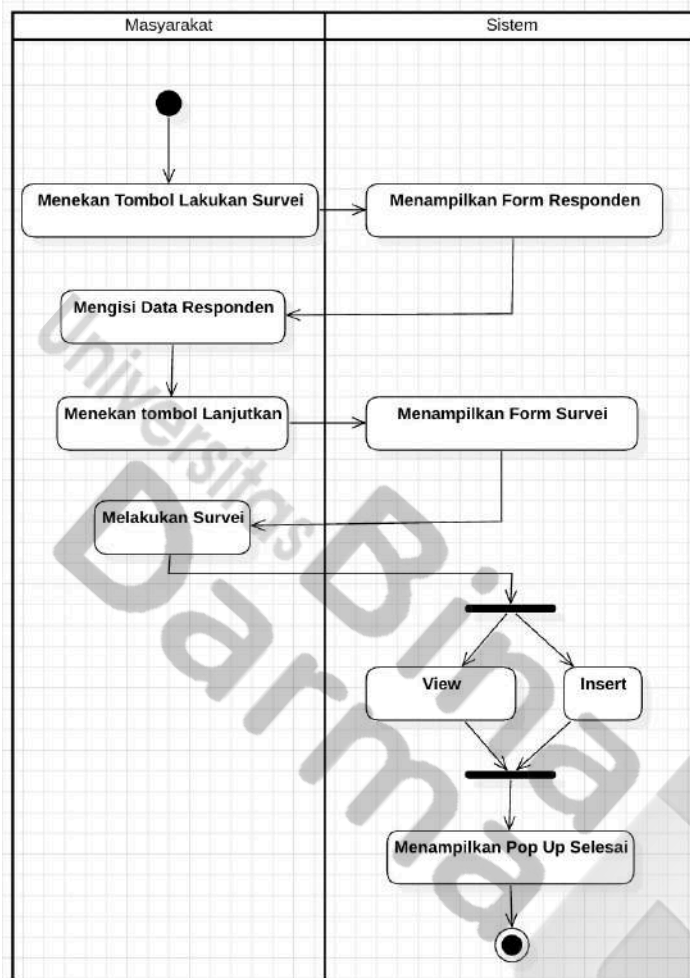 Masyarakat
Sistem
Menekan Tombol Lakukan Survei
Menampilkan Form Responden
Mengisi Data Responden
Menekan tombol Lanjutkan
Menampilkan Form Survei
Melakukan Survei
View
Insert
Menampilkan Pop Up Selesai
Universitas
Bina
Darma